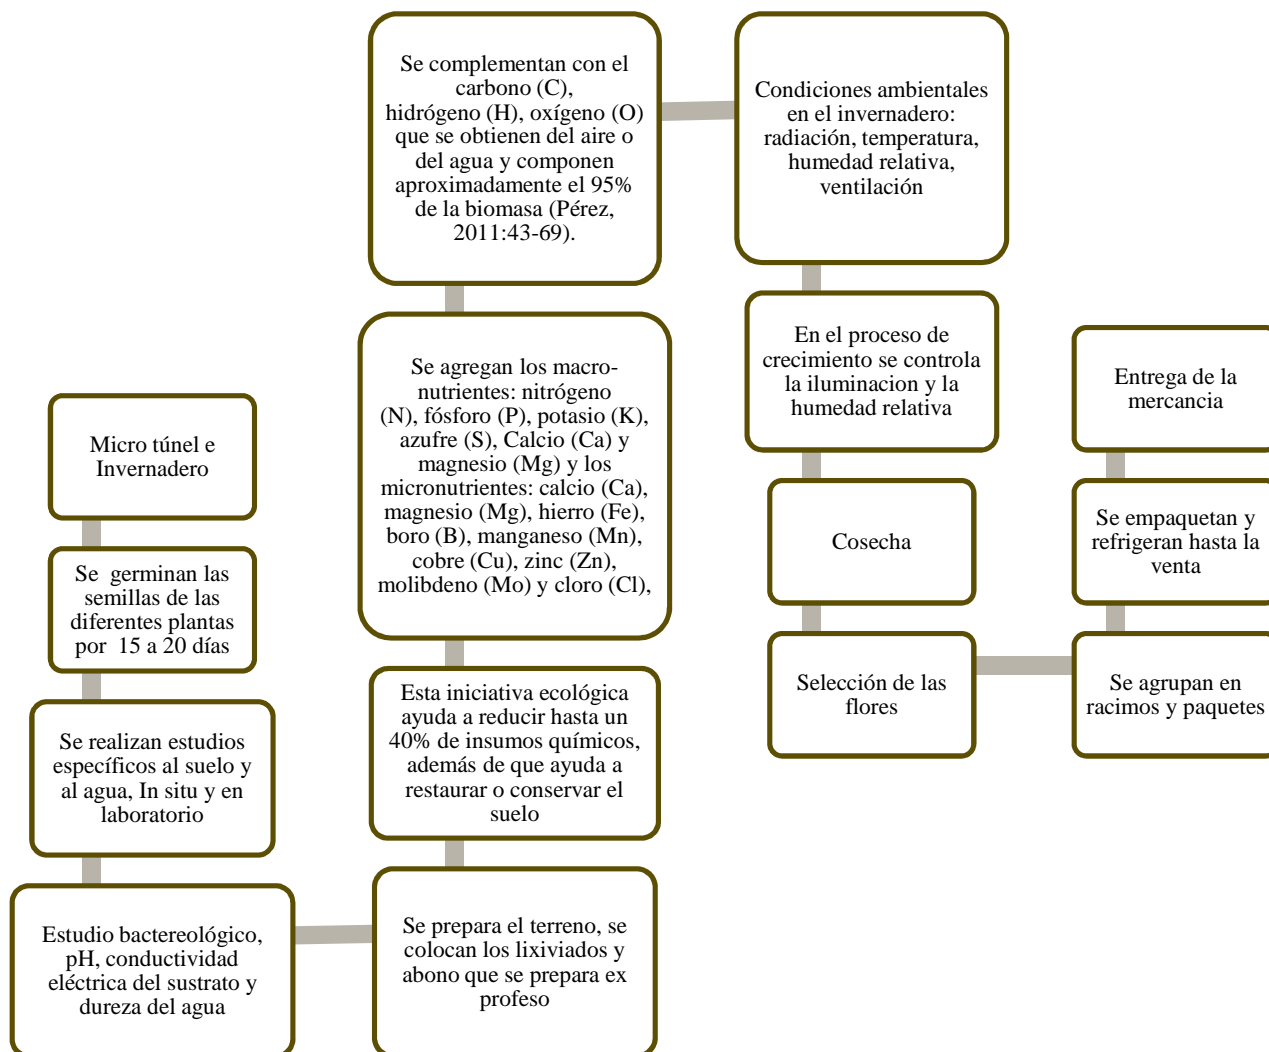 Micro túnel e
Invernadero
Se germinan las
semillas de las
diferentes plantas
por 15 a 20 días
Se realizan estudios
específicos al suelo y
al agua, In situ y en
laboratorio
Estudio bactereológico,
pH, conductividad
eléctrica del sustrato y
dureza del agua
Se prepara el terreno, se
colocan los lixiviados y
abono que se prepara ex
profeso
Esta iniciativa ecológica
ayuda a reducir hasta un
40% de insumos químicos,
además de que ayuda a
restaurar o conservar el
suelo
Se agregan los macro-
nutrientes: nitrógeno
(N), fósforo (P), potasio (K),
azufre (S), Calcio (Ca) y
magnesio (Mg) y los
micronutrientes: calcio (Ca),
magnesio (Mg), hierro (Fe),
boro (B), manganeso (Mn),
cobre (Cu), zinc (Zn),
molibdeno (Mo) y cloro (Cl),
Se complementan con el
carbono (C),
hidrógeno (H), oxígeno (O)
que se obtienen del aire o
del agua y componen
aproximadamente el 95%
de la biomasa (Pérez,
2011:43-69).
Condiciones ambientales
en el invernadero:
radiación, temperatura,
humedad relativa,
ventilación
En el proceso de
crecimiento se controla
la iluminacion y la
humedad relativa
Cosecha
Selección de las
flores
Se agrupan en
racimos y paquetes
Se empaquetan y
refrigeran hasta la
venta
Entrega de la
mercancia